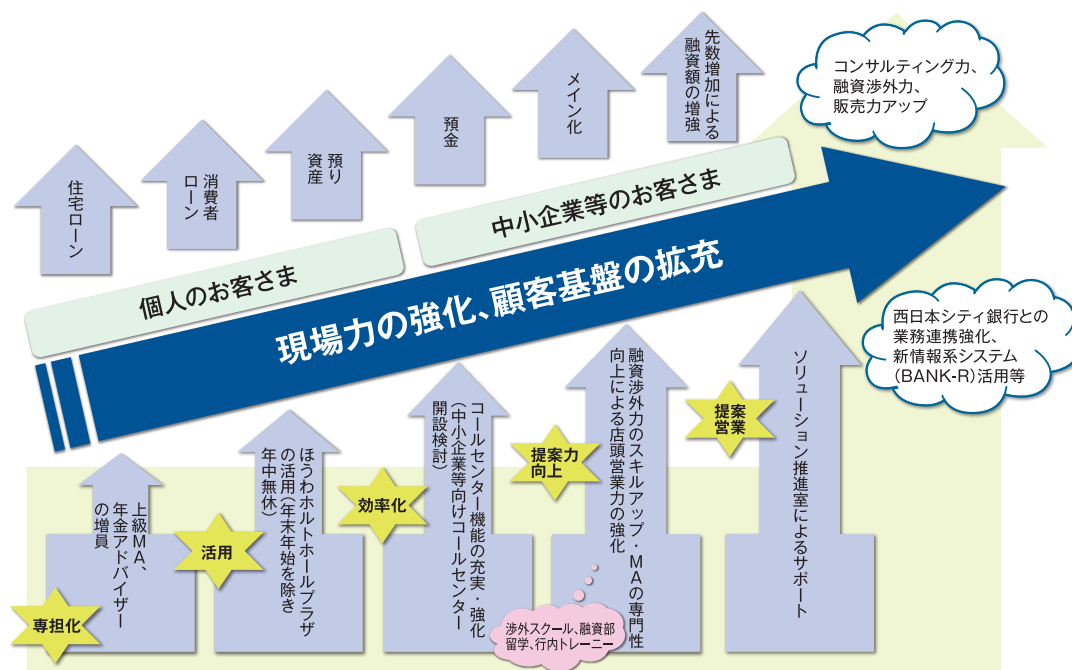 住宅ローン
消費者
ローン
預り
資産
預金
メイン化
先数増加による
融資額の増強
コンサルティング力、
融資渉外力、
販売力アップ
個人のお客さま
中小企業等のお客さま
現場力の強化、顧客基盤の拡充
西日本シティ銀行との
業務連携強化、
新情報系システム
(BANK-R)活用等
専担化
上級MA、
年金アドバイザー
の増員
活用
ほうわホルトホールプラザ
の活用(年末年始を除き
年中無休)
効率化
コールセンター機能の充実・強化
(中小企業等向けコールセンター
開設検討)
提案力
向上
融資渉外力のスキルアップ・MAの専門性
向上による店頭営業力の強化
渉外スクール、融資部
留学、行内トレーニー
提案
営業
ソリューション推進室によるサポート